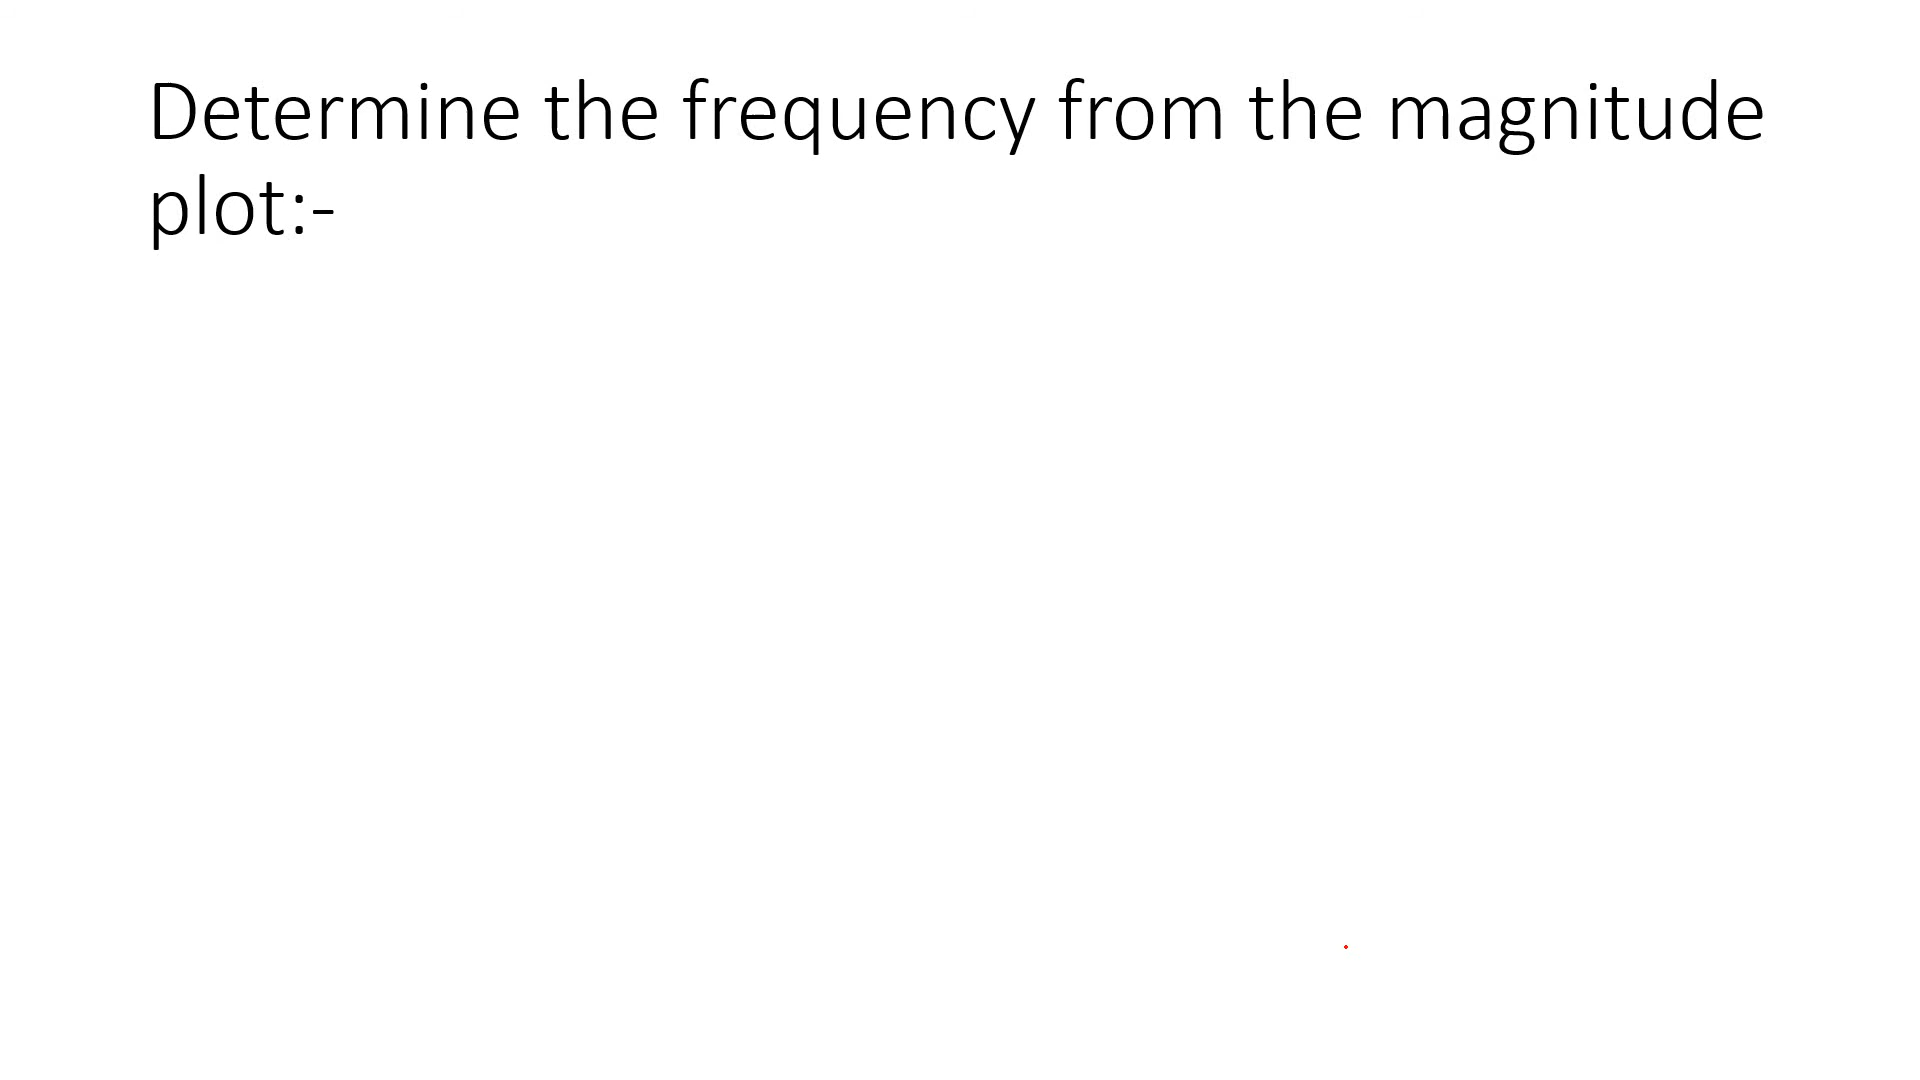 Determine the frequency from the magnitude
plot:-